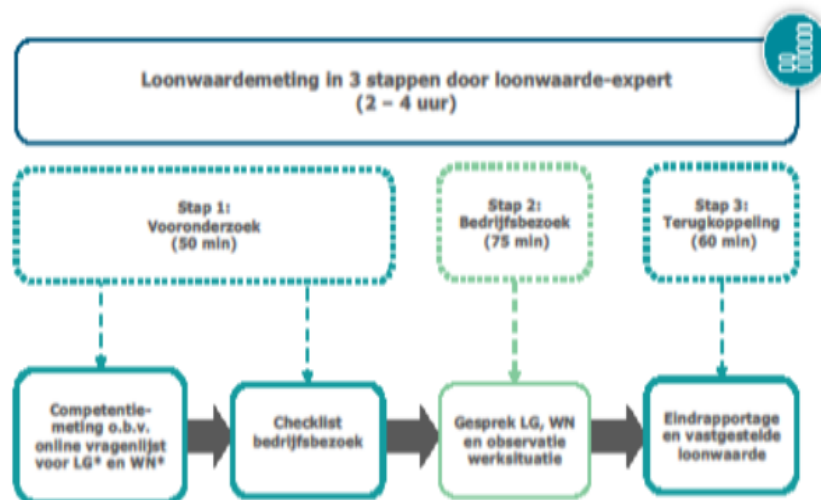 Loonwaardemeting in 3 stappen door loonwaarde-expert
(2 – 4 uur)
Stap 1:
Vooronderzoek
(50 min)
Stap 2:
Bedrijfsbezoek
(75 min)
Stap 3:
Terugkoppeling
(60 min)
Competentie-
meting o.b.v.
online vragenlijst
voor LG* en WN*
Checklist
bedrijfsbezoek
Gesprek LG, WN
en observatie
werksituatie
Eindrapportage
en vastgestelde
loonwaarde